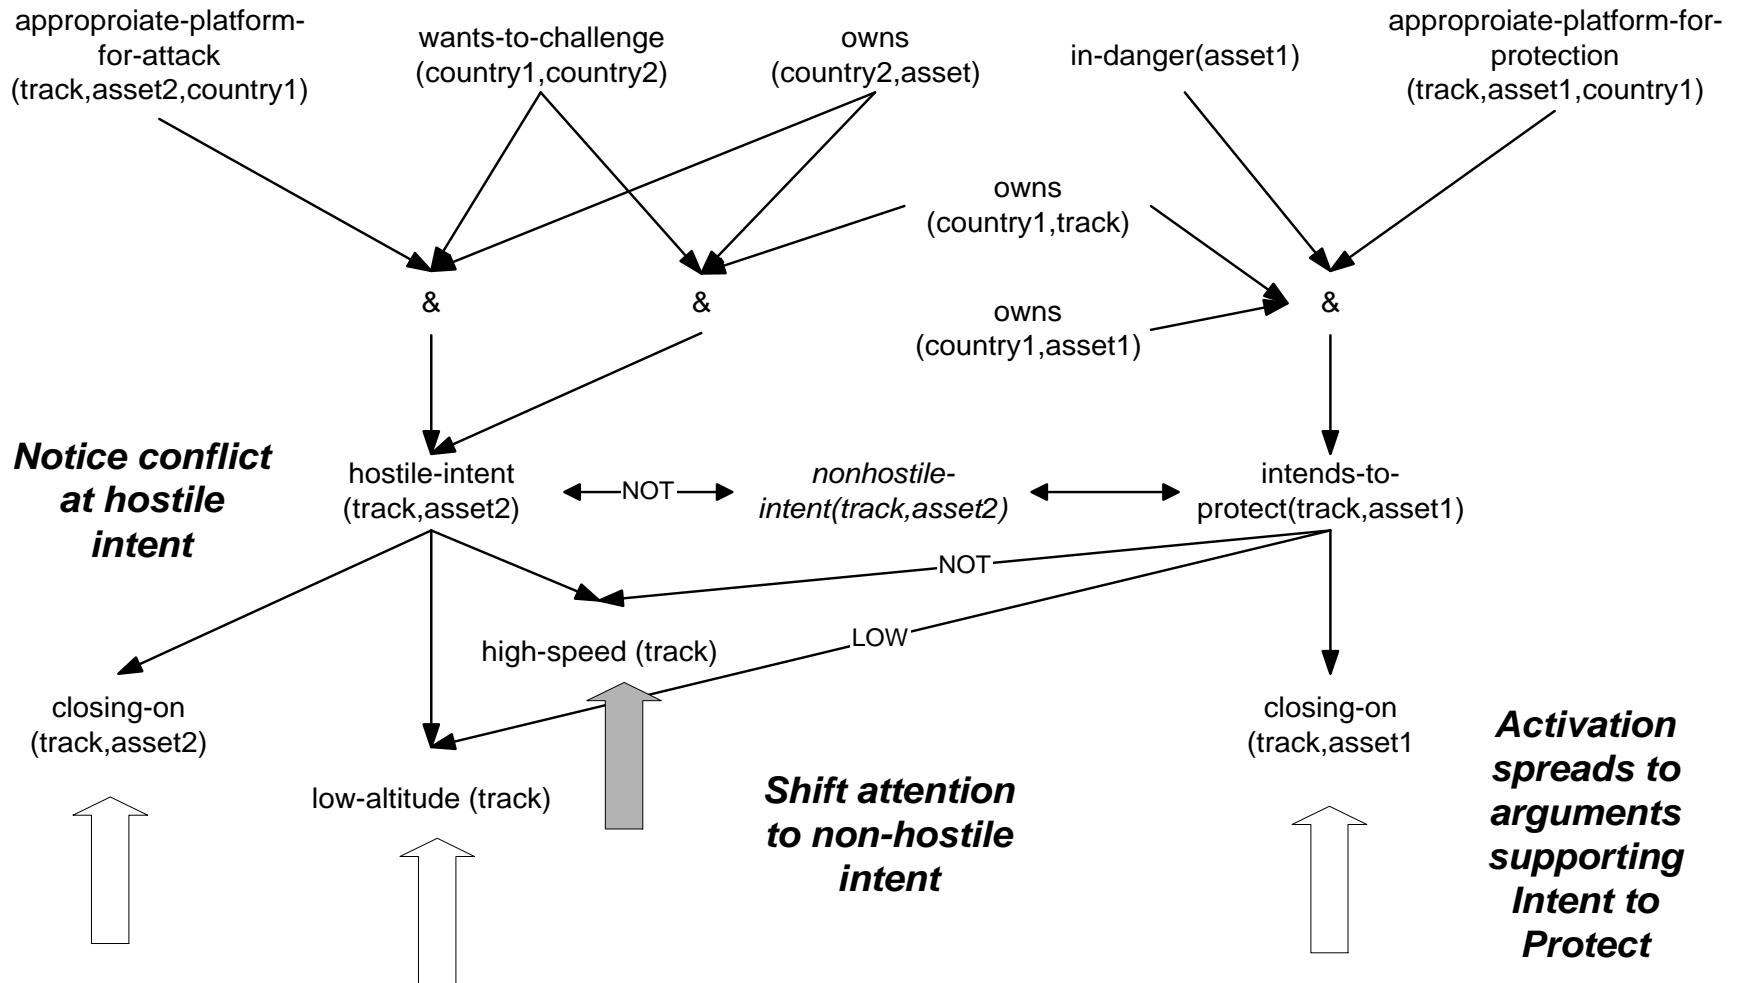 approproiate-platform-
for-attack
(track,asset2,country1)
wants-to-challenge
(country1,country2)
owns
(country2,asset)
in-danger(asset1)
approproiate-platform-for-
protection
(track,asset1,country1)
owns
(country1,track)
&
&
owns
(country1,asset1)
&
Notice conflict
at hostile
intent
hostile-intent
(track,asset2)
NOT
nonhostile-
intent(track,asset2)
intends-to-
protect(track,asset1)
NOT
LOW
high-speed (track)
closing-on
(track,asset2)
low-altitude (track)
Shift attention
to non-hostile
intent
closing-on
(track,asset1
Activation
spreads to
arguments
supporting
Intent to
Protect